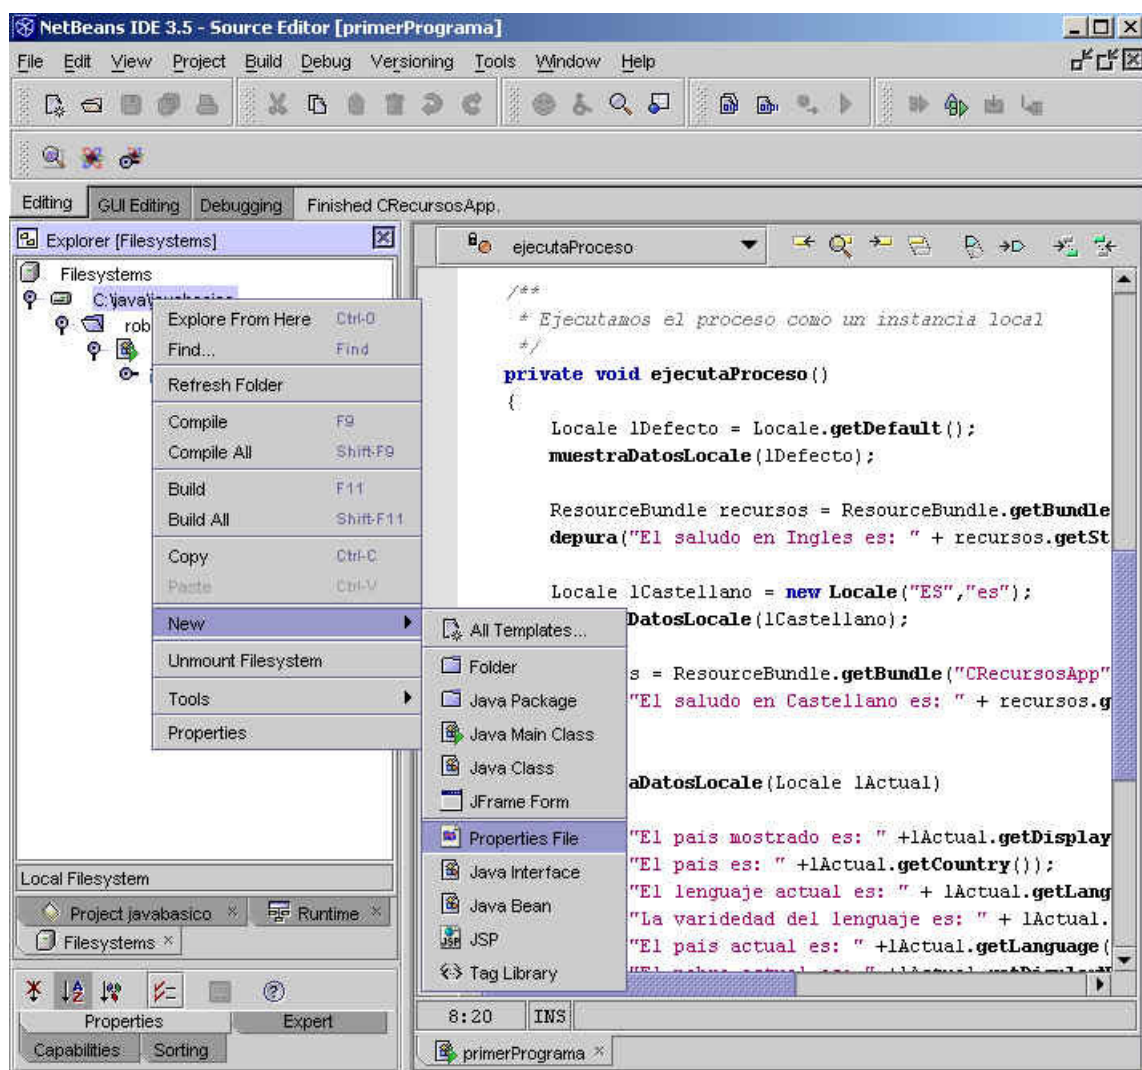 NetBeans IDE 3.5 - Source Editor [primerPrograma]
File Edit View Project Build Debug Versioning Tools Window Help
Editing GUI Editing Debugging Finished CRecursosApp.
Explorer [Filesystems]
Filesystems
rob
Explore From Here Ctrl-O
Find... Find
Refresh Folder
Compile F9
Compile All Shift-F9
Build F11
Build All Shift-F11
Copy Ctrl-C
Paste Ctrl-V
New
Unmount Filesystem
Tools
Properties
All Templates...
Folder
Java Package
Java Main Class
Java Class
JFrame Form
Properties File
Java Interface
Java Bean
JSP
Tag Library
Local Filesystem
Project javabasico Runtime
Filesystems
Properties Expert
Capabilities Sorting
ejecutaProceso
/**
* Ejecutamos el proceso como un instancia local
*/
private void ejecutaProceso()
{
Locale lDefecto = Locale.getDefault();
muestraDatosLocale(lDefecto);
ResourceBundle recursos = ResourceBundle.getBundle
depura("El saludo en Ingles es: " + recursos.getSt
Locale lCastellano = new Locale("ES","es");
DatosLocale(lCastellano);
s = ResourceBundle.getBundle("CRecursosApp"
"El saludo en Castellano es: " + recursos.g
aDatosLocale(Locale lActual)
"El pais mostrado es: " +lActual.getDisplay
"El pais es: " +lActual.getCountry());
"El lenguaje actual es: " + lActual.getLang
"La varidedad del lenguaje es: " + lActual.
"El pais actual es: " +lActual.getLanguage(
8:20 INS
primerPrograma